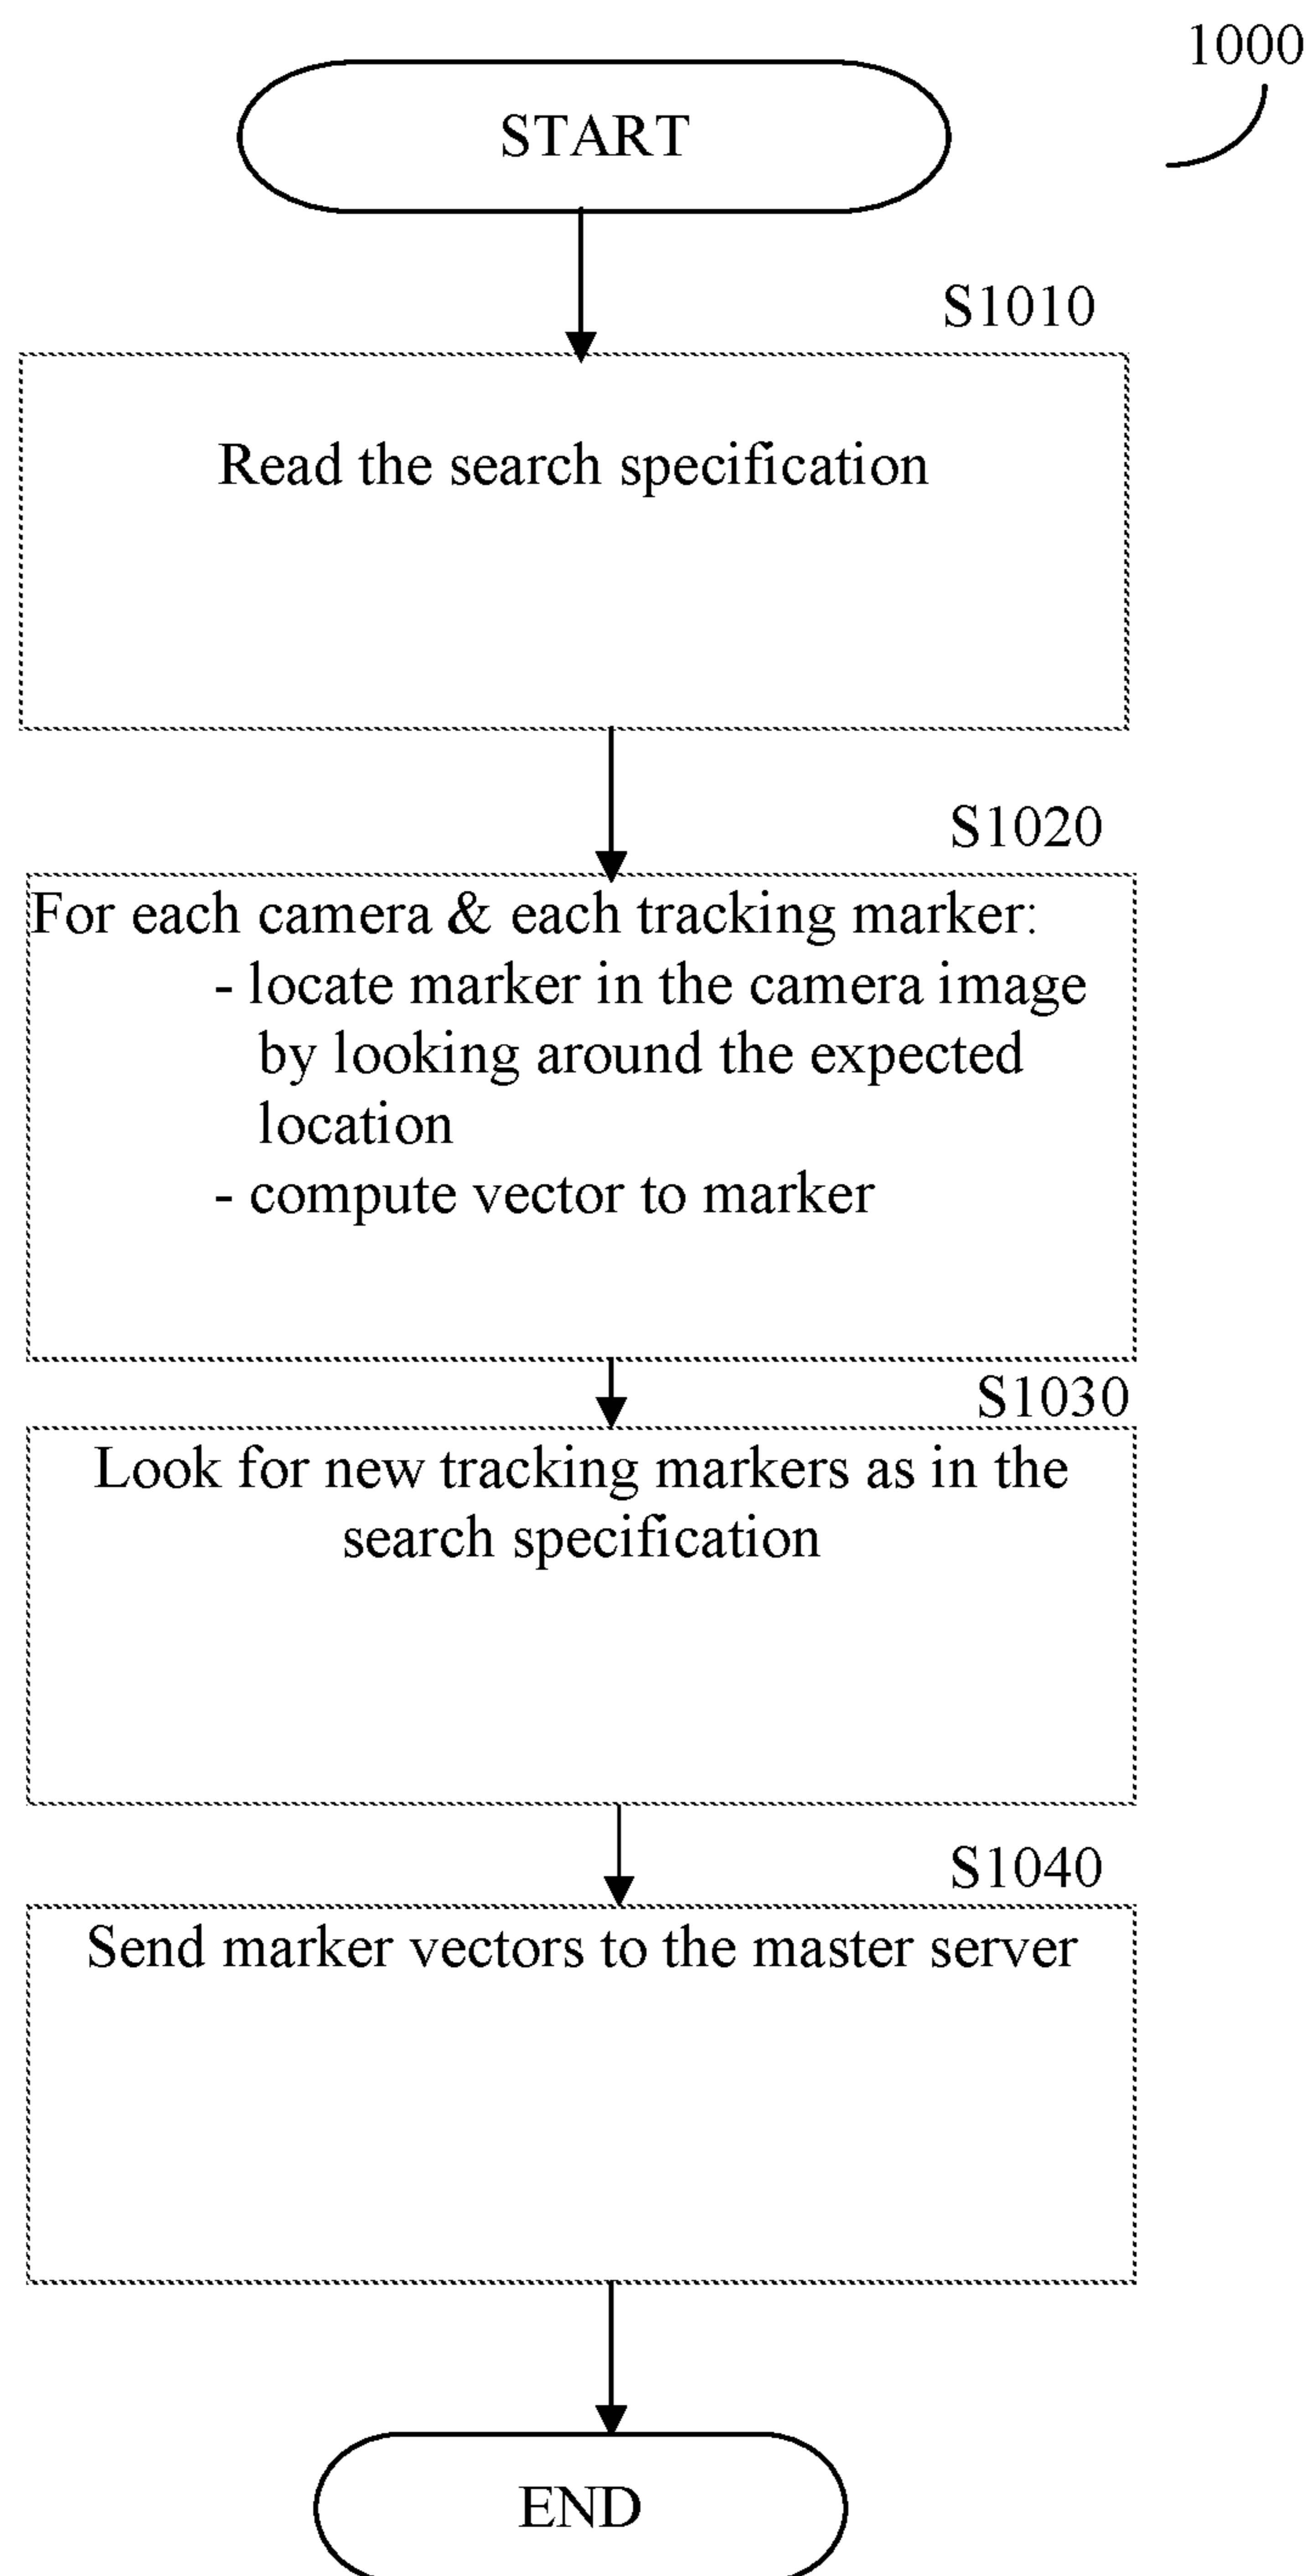 1000
START
S1010
Read the search specification
S1020
For each camera & each tracking marker:
- locate marker in the camera image
by looking around the expected
location
- compute vector to marker
S1030
Look for new tracking markers as in the
search specification
S1040
Send marker vectors to the master server
END